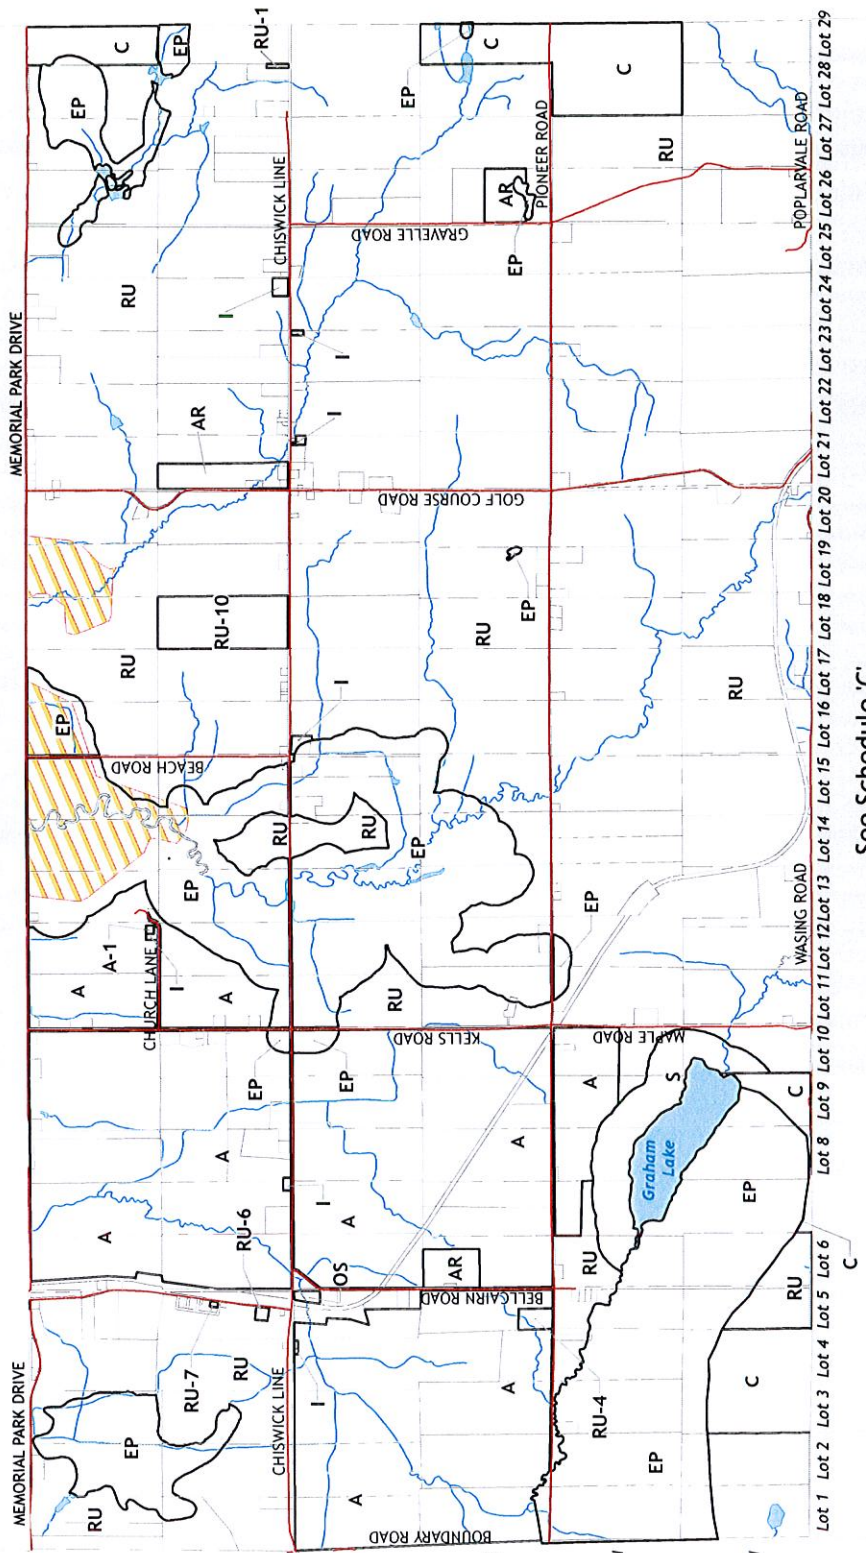 MEMORIAL PARK DRIVE
MEMORIAL PARK DRIVE
RU
EP
RU-7
RU
RU-6
A
A
EP
A
A-1
CHURCH LANE
I
A
EP
BEACH ROAD
EP
RU
RU-10
AR
RU
I
EP
C
EP
RU-1
CHISWICK LINE
CHISWICK LINE
I
OS
I
A
EP
RU
RU
I
I
I
A
A
BELLGAIRN ROAD
AR
A
KELLS ROAD
RU
EP
RU
EP
GOLF COURSE ROAD
GRAVELLE ROAD
EP
AR
EP
C
PIONEER ROAD
BOUNDARY ROAD
RU-4
RU
A
MAPLE ROAD
EP
S
Graham
Lake
EP
EP
C
RU
C
C
RU
WASING ROAD
RU
C
POPLARVALE ROAD
Lot 1 Lot 2 Lot 3 Lot 4 Lot 5 Lot 6 Lot 8 Lot 9 Lot 10 Lot 11 Lot 12 Lot 13 Lot 14 Lot 15 Lot 16 Lot 17 Lot 18 Lot 19 Lot 20 Lot 21 Lot 22 Lot 23 Lot 24 Lot 25 Lot 26 Lot 27 Lot 28 Lot 29
See Schedule 'C'